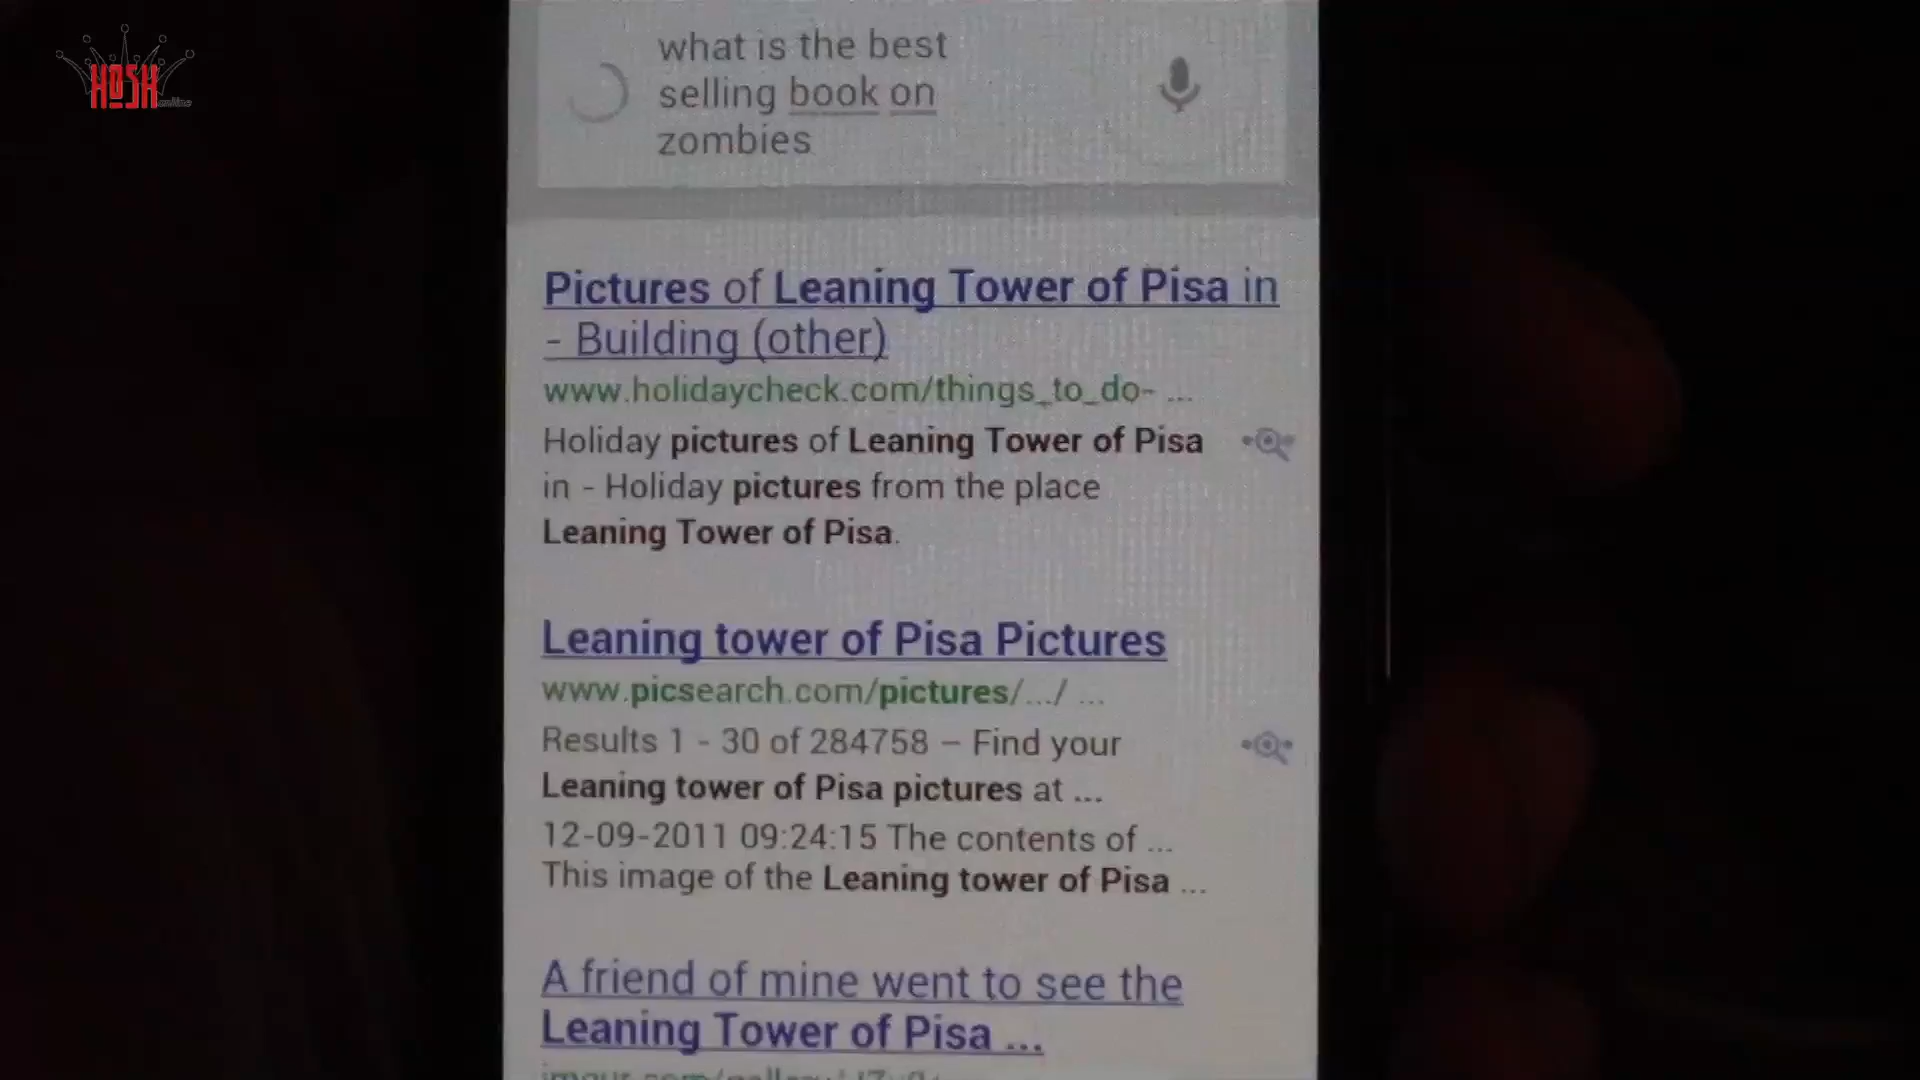 HOSH
online
what is the best
selling book on
zombies
Pictures of Leaning Tower of Pisa in
- Building (other)
www.holidaycheck.com/things_to_do- ...
Holiday pictures of Leaning Tower of Pisa
in - Holiday pictures from the place
Leaning Tower of Pisa.
Leaning tower of Pisa Pictures
www.picsearch.com/pictures/.../ ...
Results 1 - 30 of 284758 – Find your
Leaning tower of Pisa pictures at ...
12-09-2011 09:24:15 The contents of ...
This image of the Leaning tower of Pisa ...
A friend of mine went to see the
Leaning Tower of Pisa ...